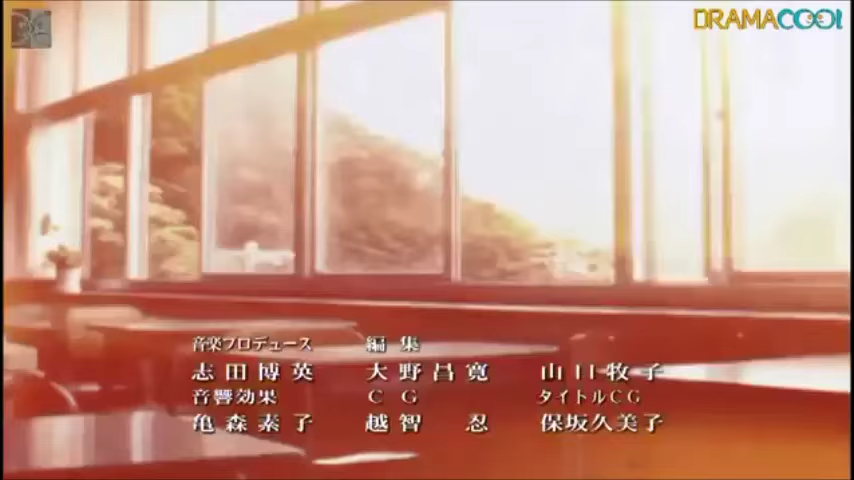 DRAMACOOL
音楽プロデュース 編集
志田博英 大野昌寛 山口牧子
音響効果 CG タイトルCG
亀森素子 越智 忍 保坂久美子